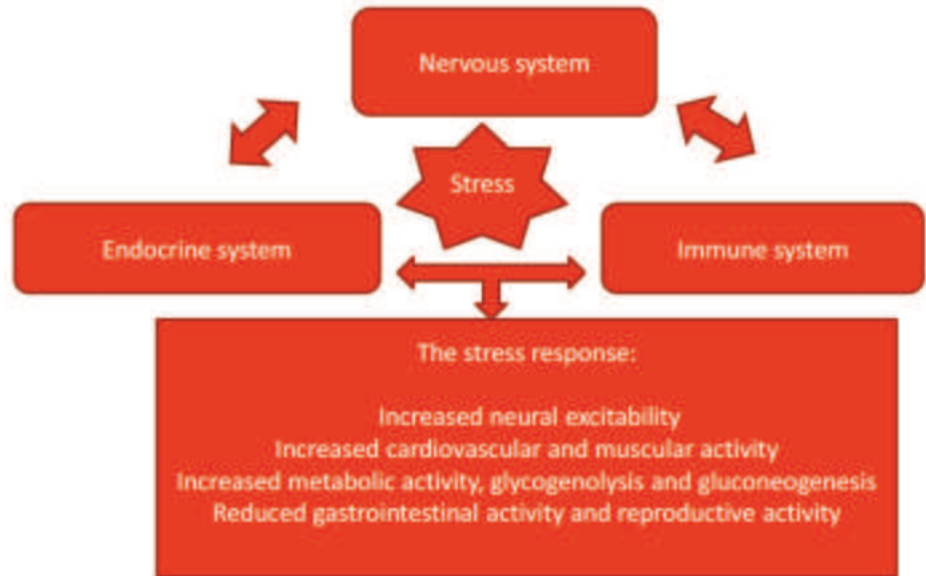 Nervous system
Stress
Endocrine system
Immune system
The stress response:
Increased neural excitability
Increased cardiovascular and muscular activity
Increased metabolic activity, glycogenolysis and gluconeogenesis
Reduced gastrointestinal activity and reproductive activity